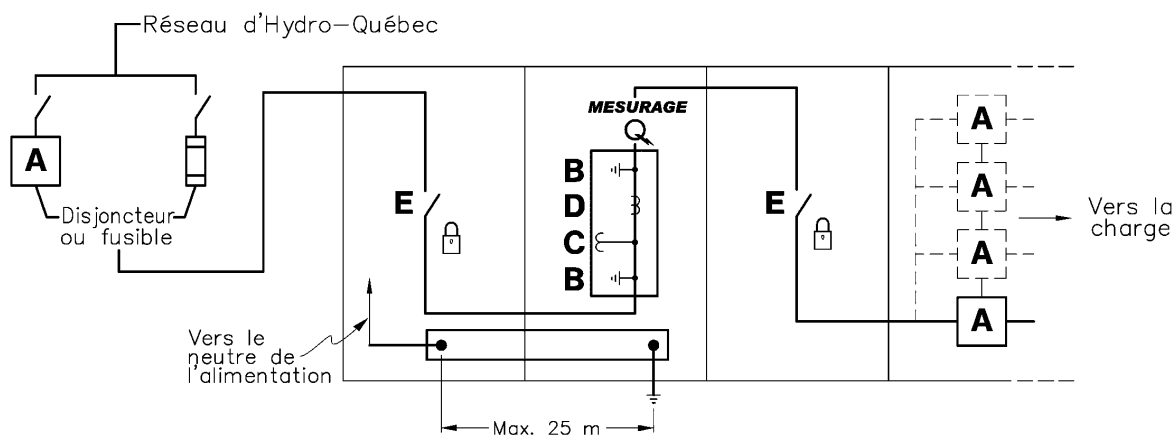 Réseau d'Hydro-Québec
A
Disjoncteur
ou fusible
E
MESURAGE
B
D
C
B
E
A
A
A
A
Vers la
charge
Vers le
neutre de
l'alimentation
Max. 25 m